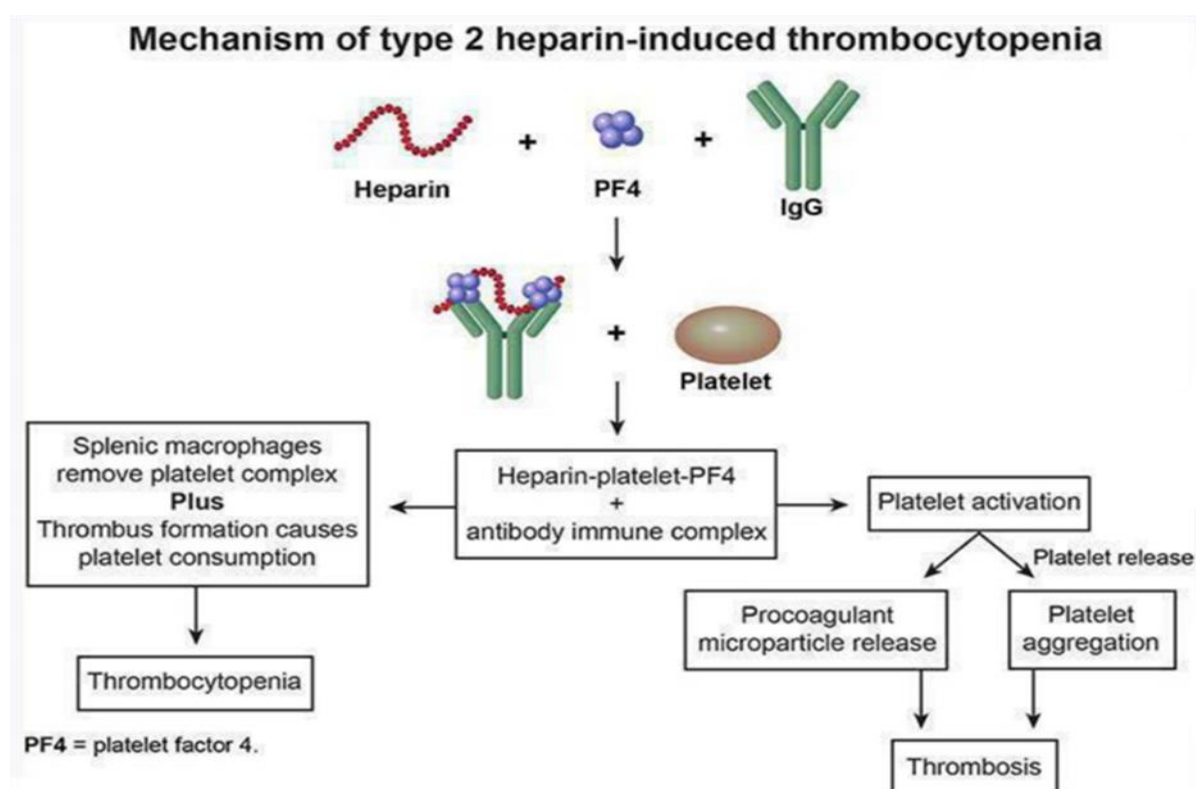 Mechanism of type 2 heparin-induced thrombocytopenia
+
+
Heparin
PF4
IgG
+
Platelet
Splenic macrophages
remove platelet complex
Plus
Thrombus formation causes
platelet consumption
Heparin-platelet-PF4
+
antibody immune complex
Platelet activation
Platelet release
Procoagulant
microparticle release
Platelet
aggregation
Thrombocytopenia
PF4 = platelet factor 4.
Thrombosis